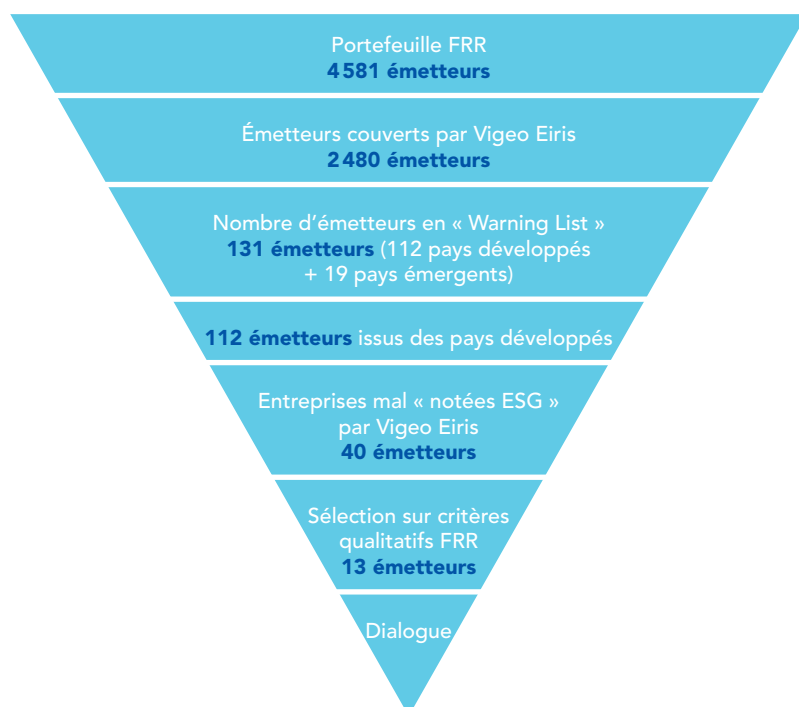 Portefeuille FRR
4 581 émetteurs
Émetteurs couverts par Vigeo Eiris
2 480 émetteurs
Nombre d'émetteurs en « Warning List »
131 émetteurs (112 pays développés
+ 19 pays émergents)
112 émetteurs issus des pays développés
Entreprises mal « notées ESG »
par Vigeo Eiris
40 émetteurs
Sélection sur critères
qualitatifs FRR
13 émetteurs
Dialogue